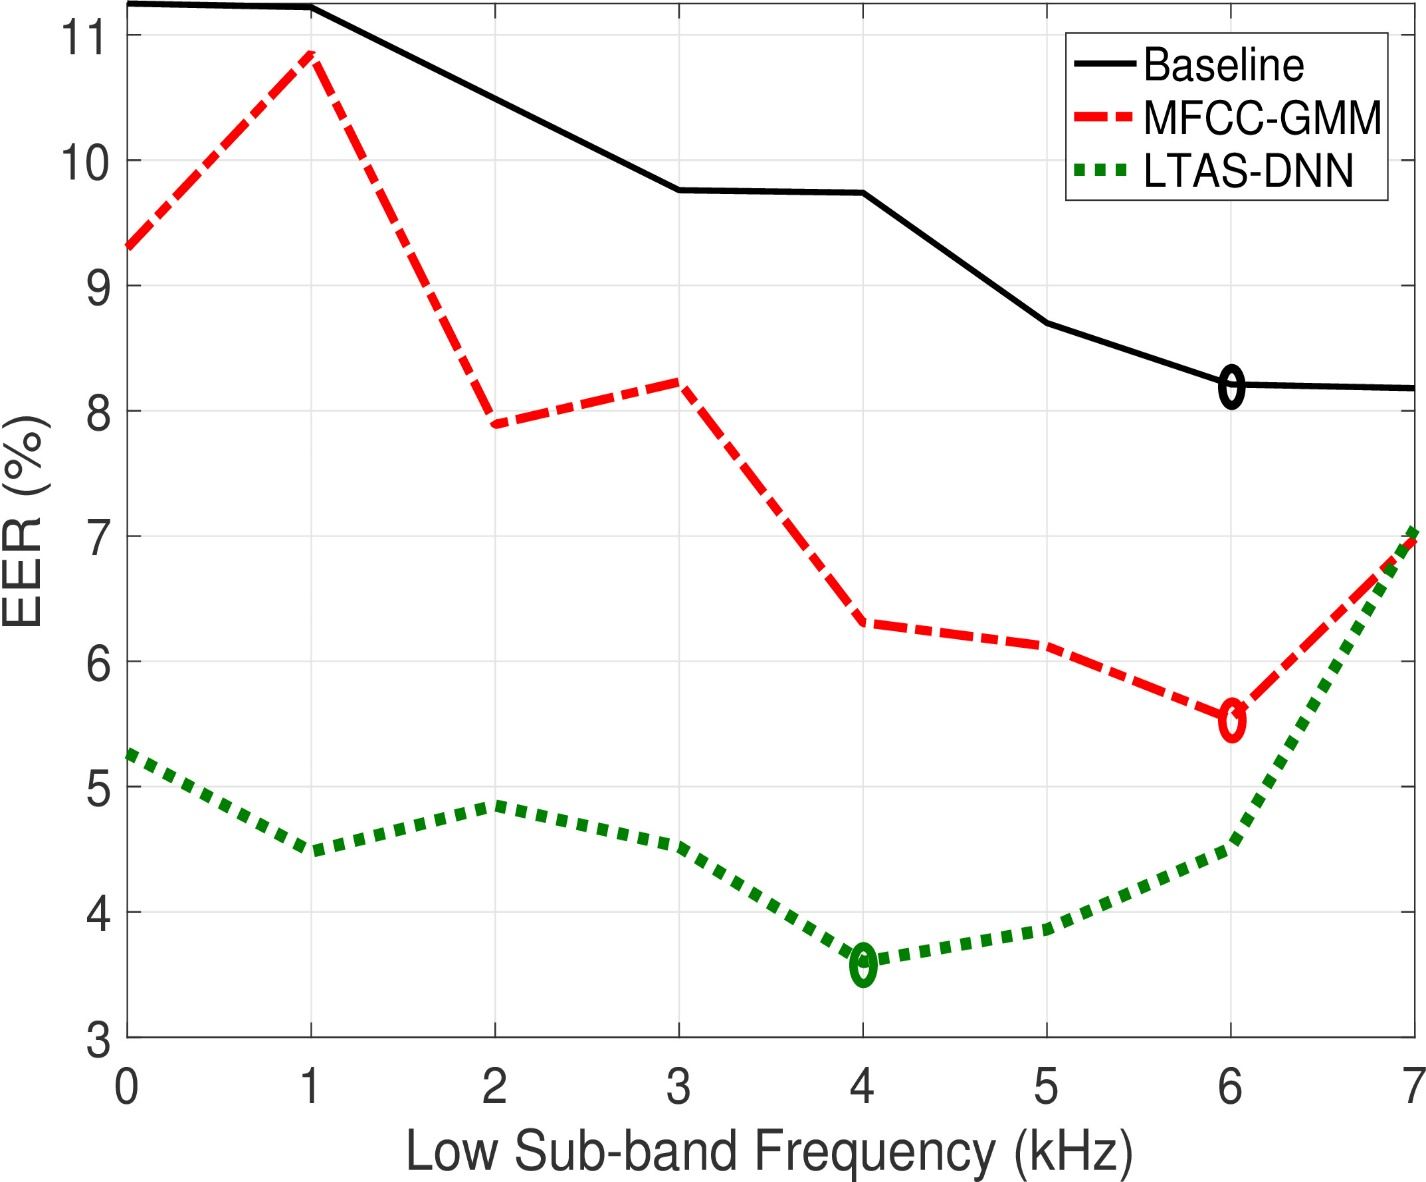 11
10
9
8
7
6
5
4
3
EER (%)
0 1 2 3 4 5 6 7
Low Sub-band Frequency (kHz)
Baseline
MFCC-GMM
LTAS-DNN